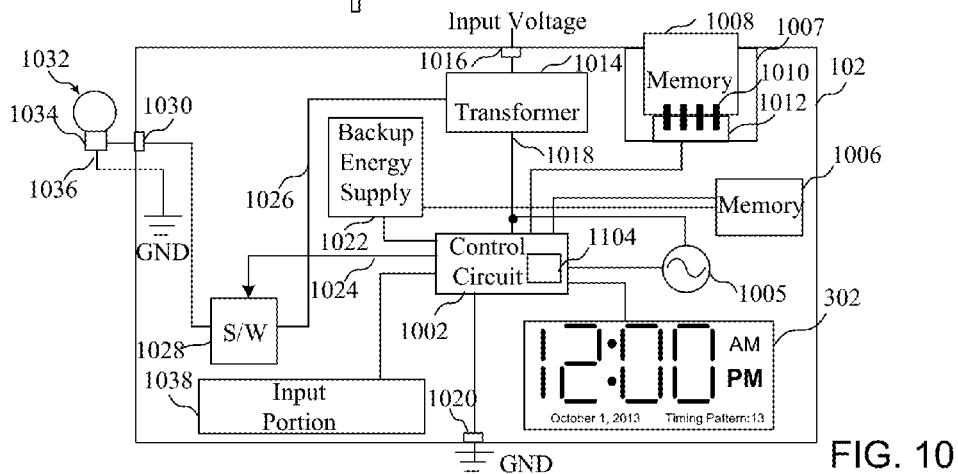 Input Voltage
1008
1007
1016
1014
1010
1032
Memory
1012
102
1034
1030
Transformer
Backup
Energy
Supply
1018
1006
1036
1026
Memory
1022
Control
Circuit
1104
GND
1024
1005
1002
302
S/W
1028
12:00
AM
PM
1038
Input
Portion
1020
October 1, 2013
Timing Pattern:13
GND
FIG. 10